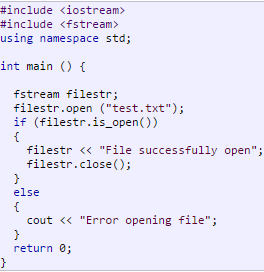 #include <iostream>
#include <fstream>
using namespace std;

int main () {

  fstream filestr;
  filestr.open ("test.txt");
  if (filestr.is_open())
  {
    filestr << "File successfully open";
    filestr.close();
  }
  else
  {
    cout << "Error opening file";
  }
  return 0;
}